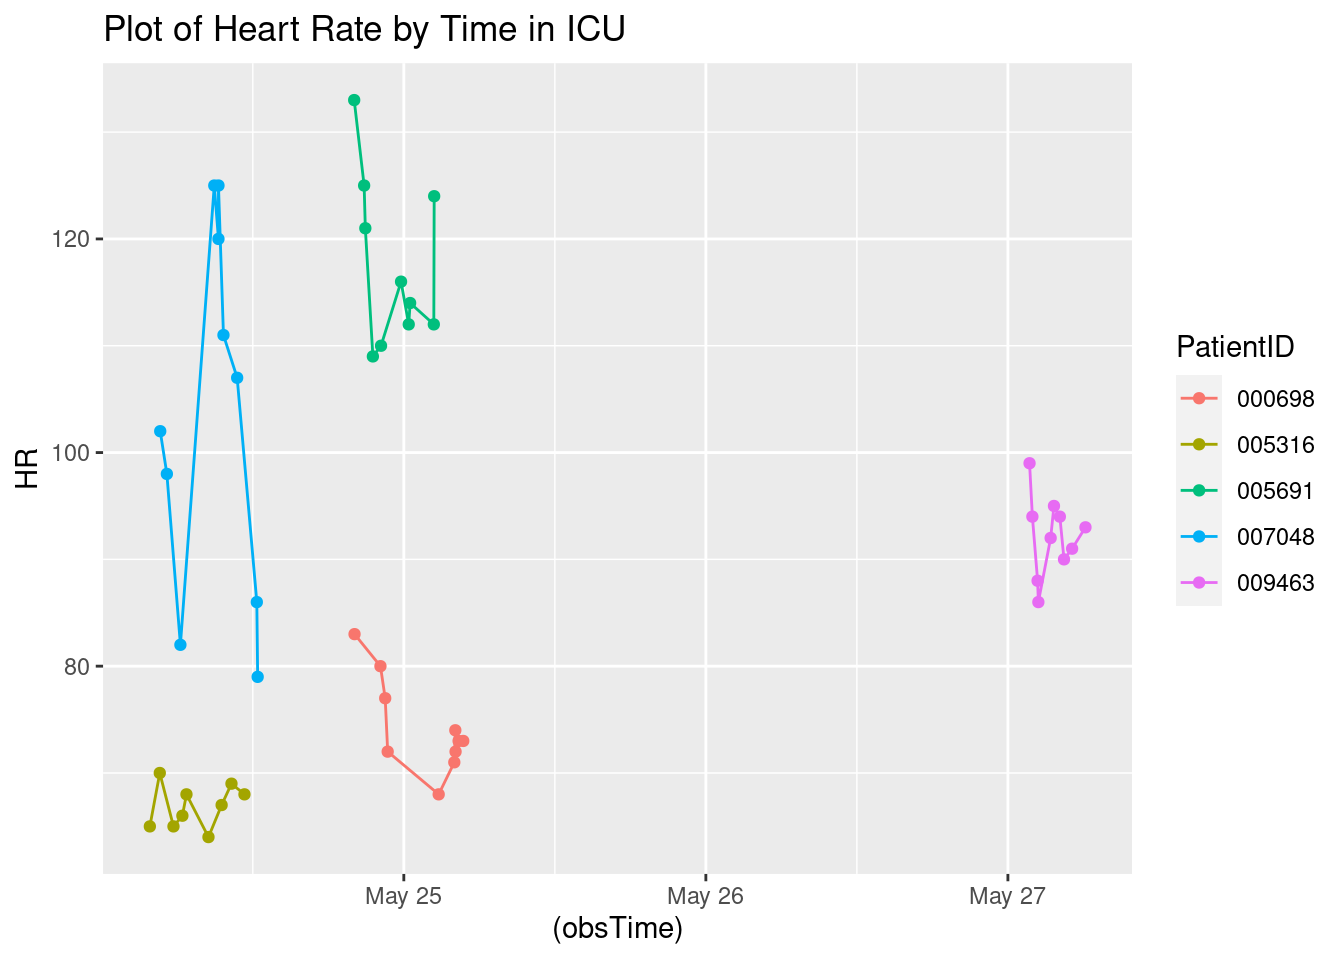 Plot of Heart Rate by Time in ICU
HR
120
100
80
May 25
May 26
May 27
(obsTime)
PatientID
000698
005316
005691
007048
009463